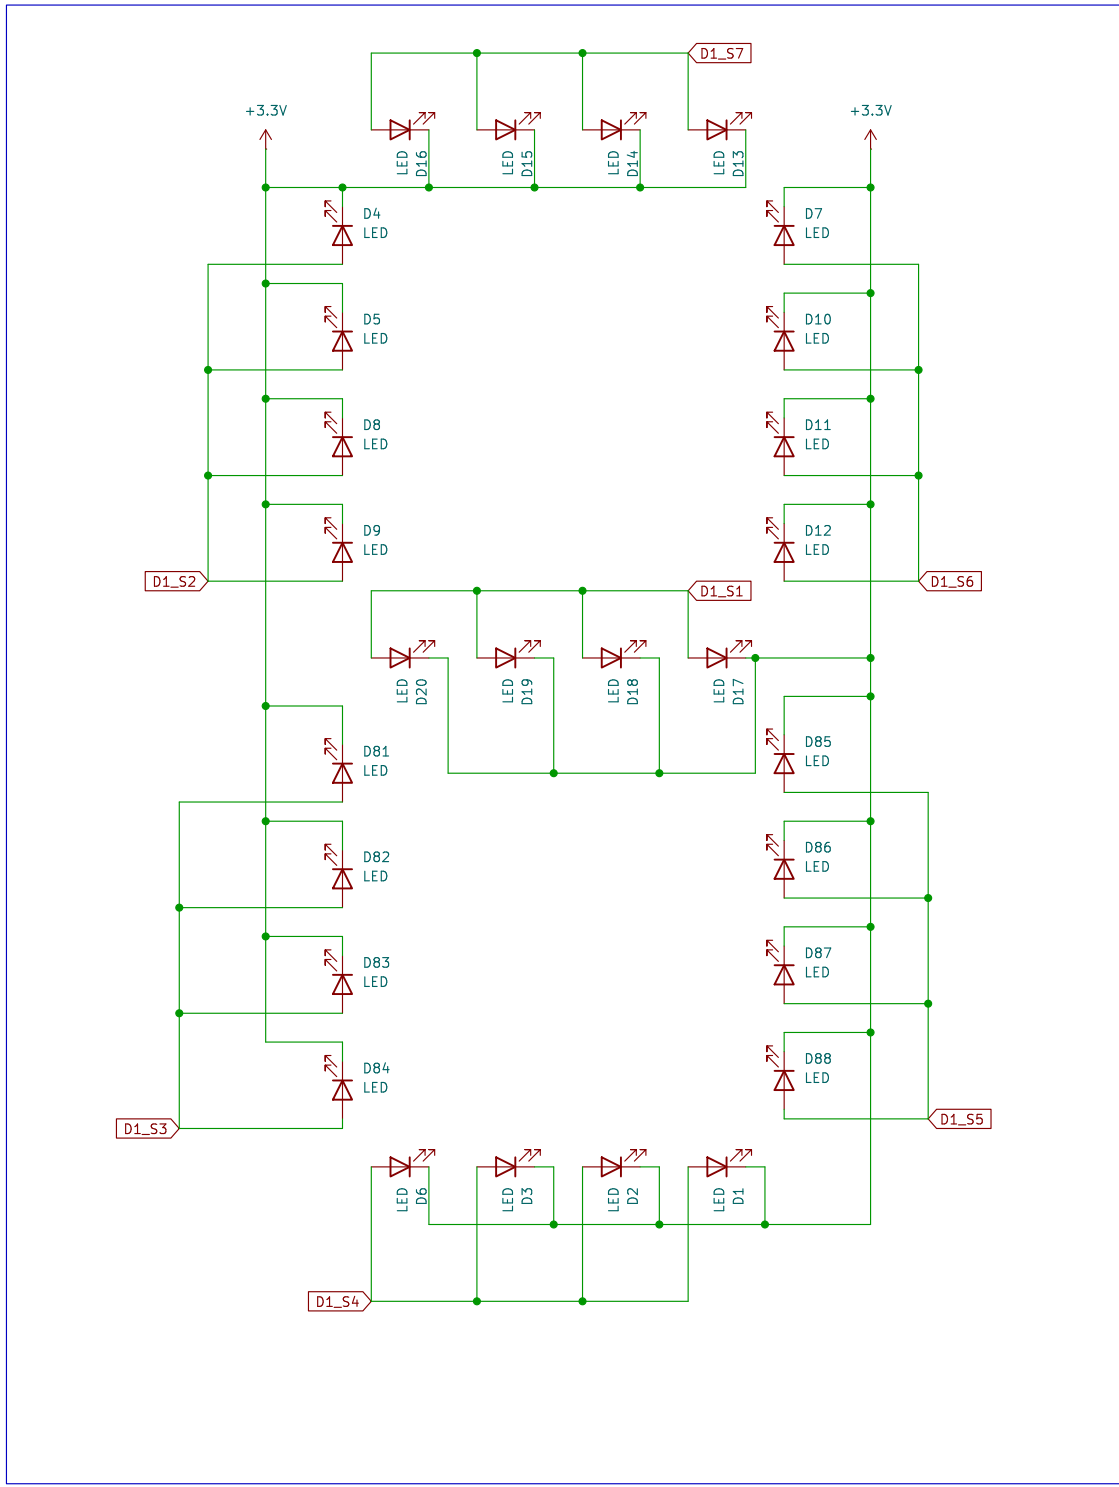 D1_S7
+3.3V
+3.3V
LED
D16
LED
D15
LED
D14
LED
D13
D4
LED
D7
LED
D5
LED
D10
LED
D8
LED
D11
LED
D9
LED
D12
LED
D1_S2
D1_S6
D1_S1
LED
D20
LED
D19
LED
D18
LED
D17
D81
LED
D85
LED
D82
LED
D86
LED
D83
LED
D87
LED
D84
LED
D88
LED
D1_S3
D1_S5
LED
D6
LED
D3
LED
D2
LED
D1
D1_S4